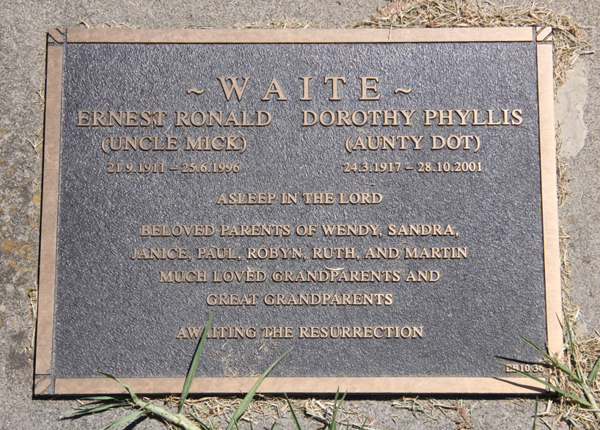 ~ WAITE ~
ERNEST RONALD DOROTHY PHYLLIS
(UNCLE MICK) (AUNTY DOT)
21.9.1911 – 25.6.1996 24.3.1917 – 28.10.2001
ASLEEP IN THE LORD
BELOVED PARENTS OF WENDY, SANDRA,
JANICE, PAUL, ROBYN, RUTH, AND MARTIN
MUCH LOVED GRANDPARENTS AND
GREAT GRANDPARENTS
AWAITING THE RESURRECTION